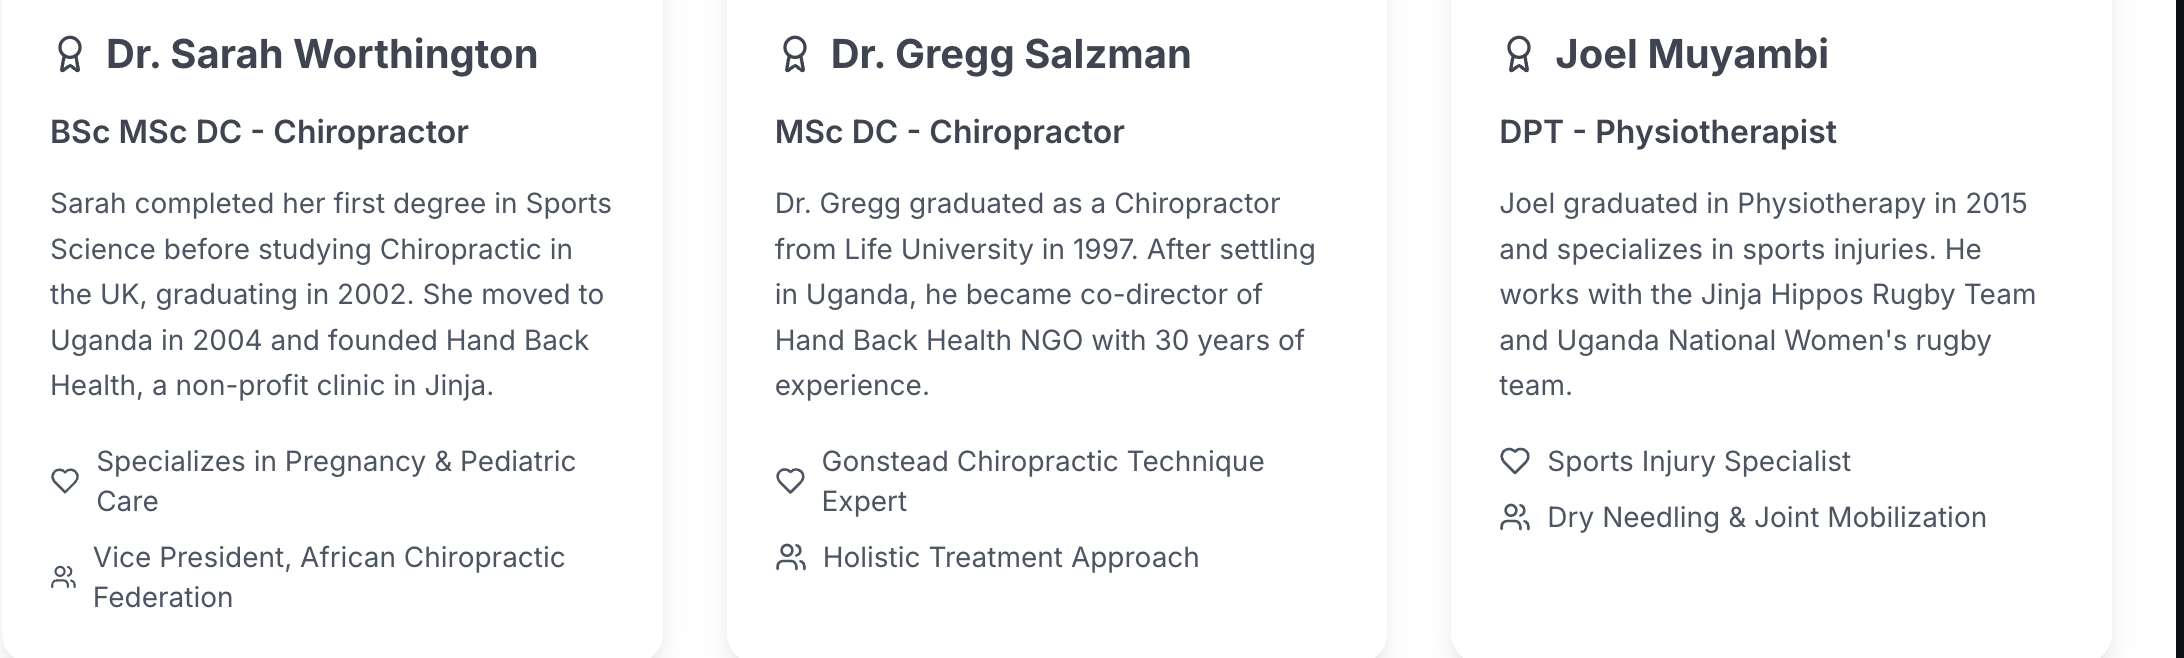 Dr. Sarah Worthington
BSc MSc DC - Chiropractor
Sarah completed her first degree in Sports
Science before studying Chiropractic in
the UK, graduating in 2002. She moved to
Uganda in 2004 and founded Hand Back
Health, a non-profit clinic in Jinja.
Specializes in Pregnancy & Pediatric
Care
Vice President, African Chiropractic
Federation
Dr. Gregg Salzman
MSc DC - Chiropractor
Dr. Gregg graduated as a Chiropractor
from Life University in 1997. After settling
in Uganda, he became co-director of
Hand Back Health NGO with 30 years of
experience.
Gonstead Chiropractic Technique
Expert
Holistic Treatment Approach
Joel Muyambi
DPT - Physiotherapist
Joel graduated in Physiotherapy in 2015
and specializes in sports injuries. He
works with the Jinja Hippos Rugby Team
and Uganda National Women's rugby
team.
Sports Injury Specialist
Dry Needling & Joint Mobilization